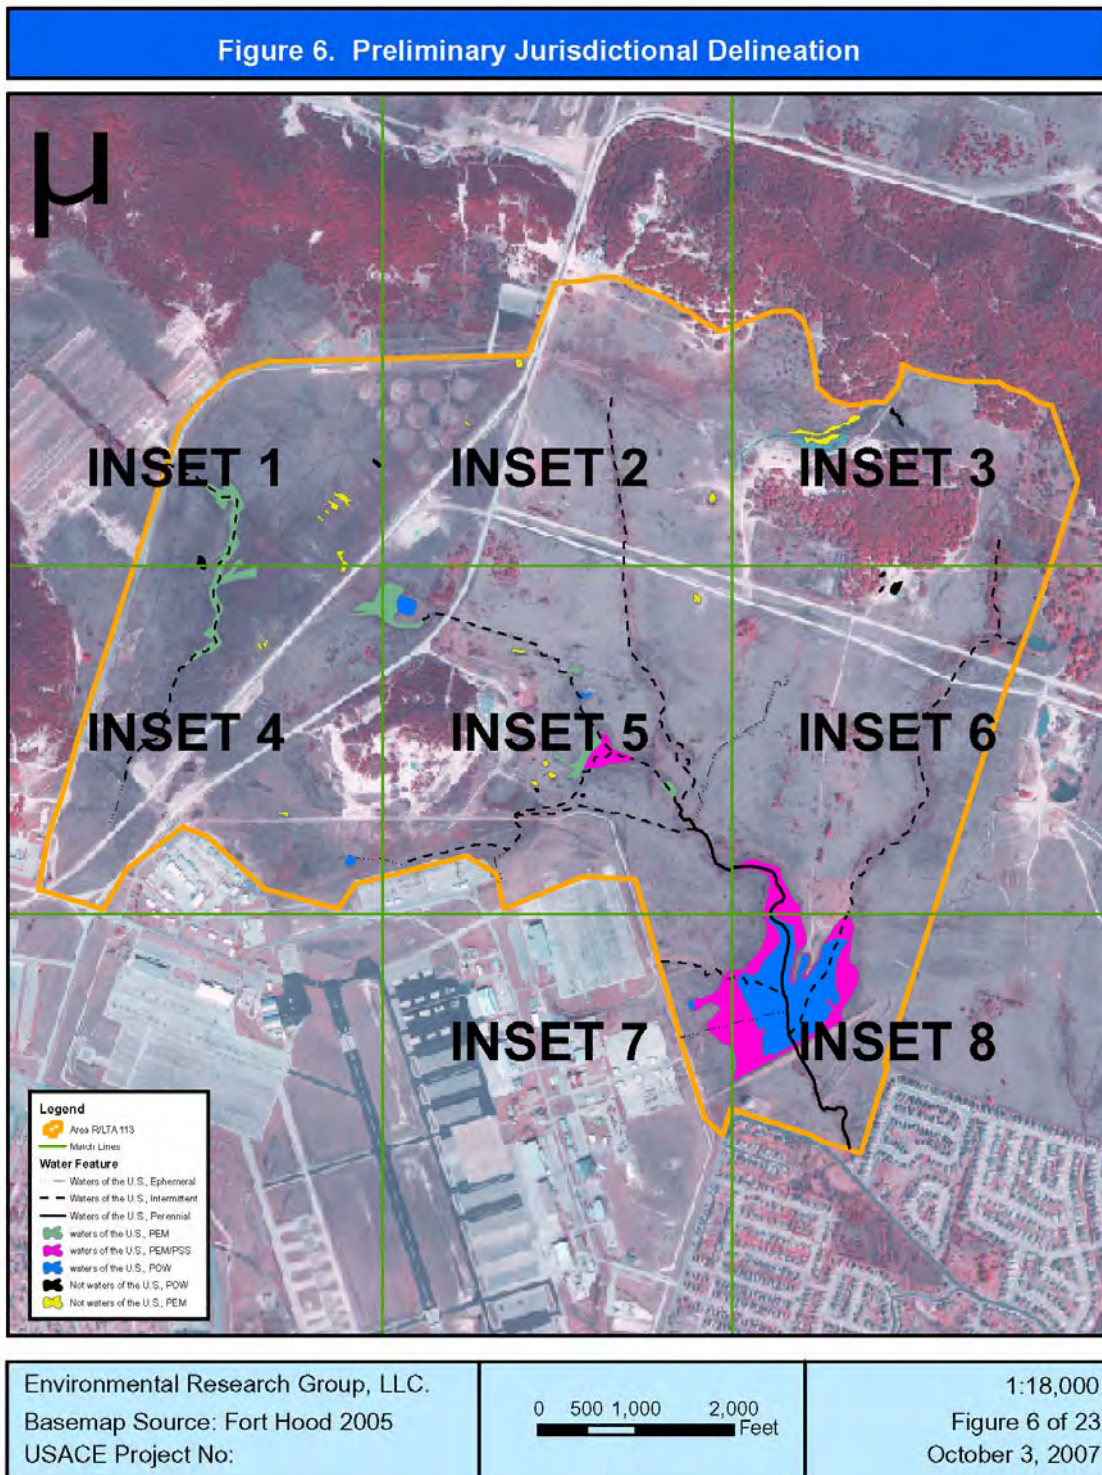 Figure 6. Preliminary Jurisdictional Delineation
µ
INSET 1
INSET 2
INSET 3
INSET 4
INSET 5
INSET 6
INSET 7
INSET 8
Legend
Area R/LTA 113
Match Lines
Water Feature
Waters of the U.S., Ephemeral
Waters of the U.S., Intermittent
Waters of the U.S., Perennial
waters of the U.S., PEM
waters of the U.S., PEM/PSS
waters of the U.S., POW
Not waters of the U.S., POW
Not waters of the U.S., PEM
Environmental Research Group, LLC.
Basemap Source: Fort Hood 2005
USACE Project No:
0 500 1,000 2,000
Feet
1:18,000
Figure 6 of 23
October 3, 2007